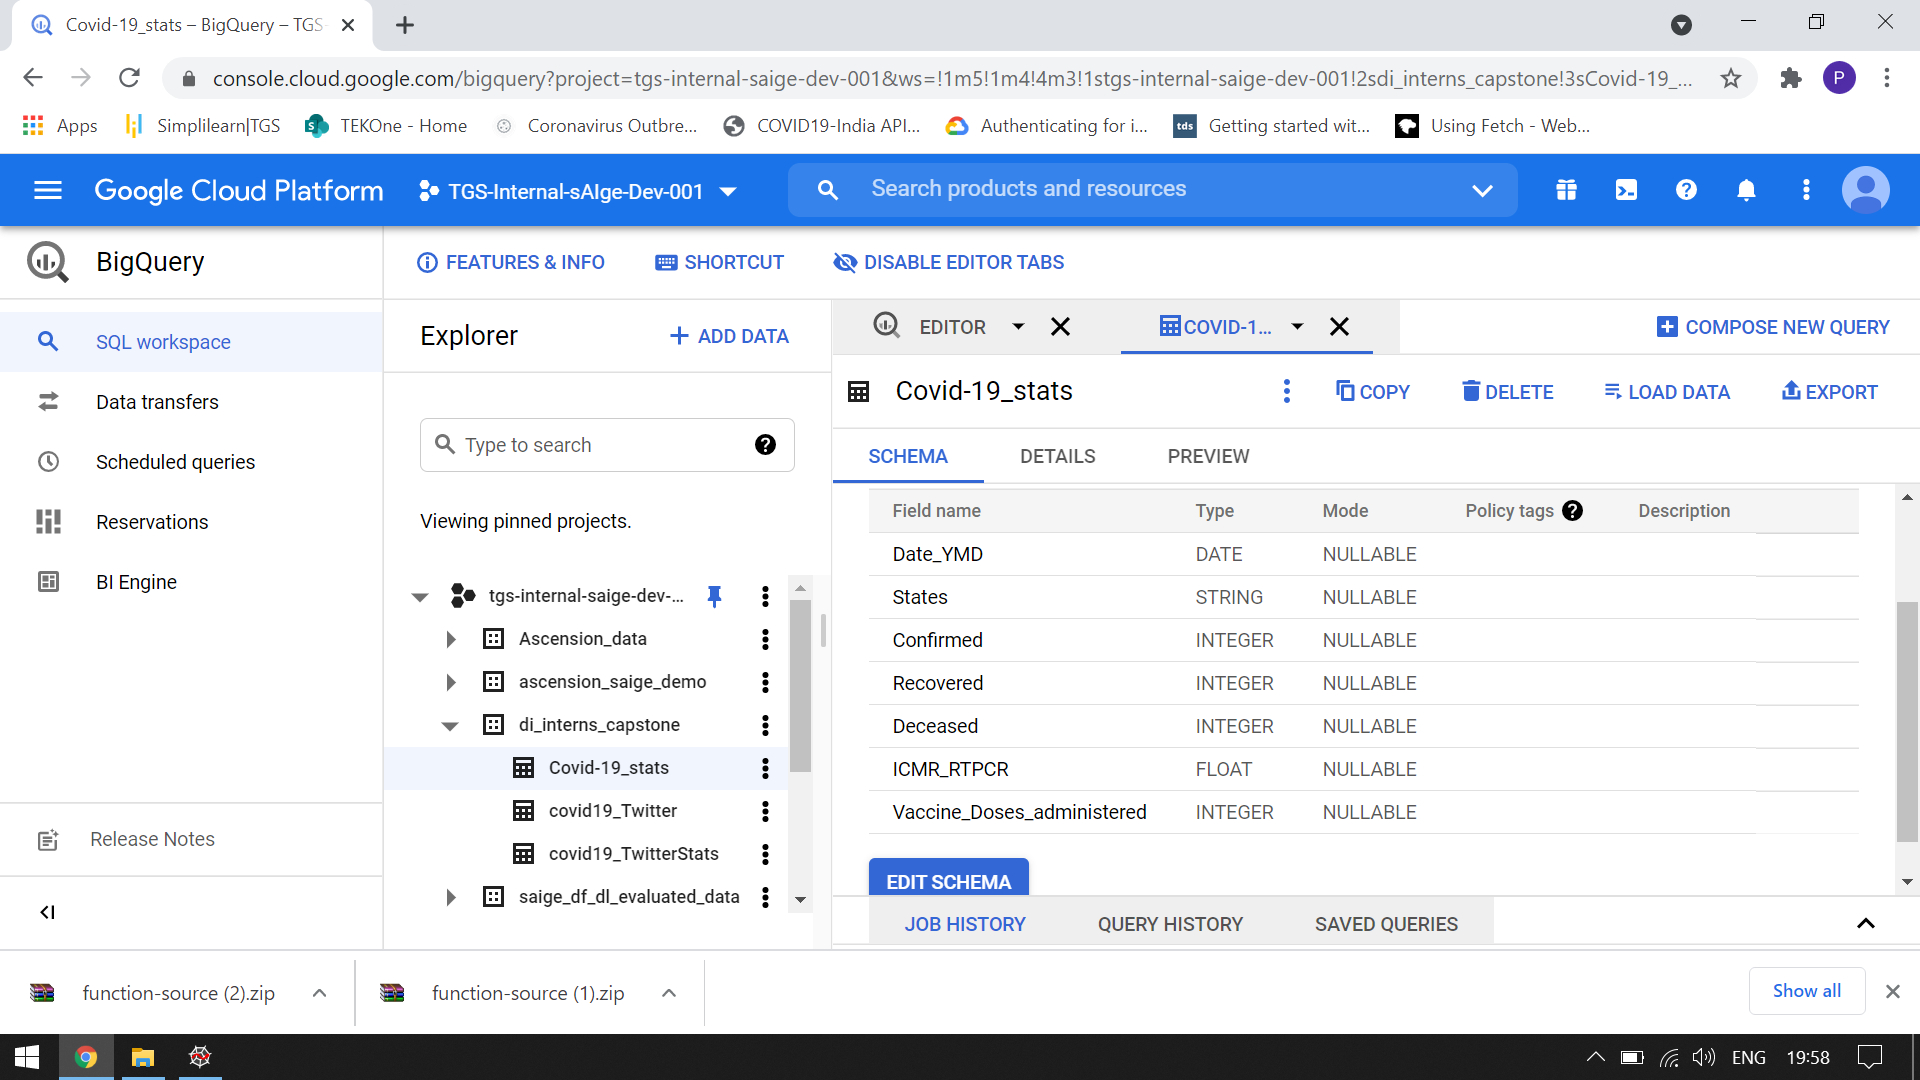 Covid-19_stats – BigQuery – TGS-
console.cloud.google.com/bigquery?project=tgs-internal-saige-dev-001&ws=!1m5!1m4!4m3!1stgs-internal-saige-dev-001!2sdi_interns_capstone!3sCovid-19_...
P
Apps
Simplilearn|TGS
TEKOne - Home
Coronavirus Outbre...
COVID19-India API...
Authenticating for i...
tds
Getting started wit...
Using Fetch - Web...
Google Cloud Platform
TGS-Internal-sAIge-Dev-001
Search products and resources
BigQuery
FEATURES & INFO
SHORTCUT
DISABLE EDITOR TABS
SQL workspace
Data transfers
Scheduled queries
Reservations
BI Engine
Release Notes
Explorer
ADD DATA
Type to search
Viewing pinned projects.
tgs-internal-saige-dev-...
Ascension_data
ascension_saige_demo
di_interns_capstone
Covid-19_stats
covid19_Twitter
covid19_TwitterStats
saige_df_dl_evaluated_data
EDITOR
COVID-1...
COMPOSE NEW QUERY
Covid-19_stats
COPY
DELETE
LOAD DATA
EXPORT
SCHEMA
DETAILS
PREVIEW
Field name Type Mode Policy tags Description
Date_YMD DATE NULLABLE
States STRING NULLABLE
Confirmed INTEGER NULLABLE
Recovered INTEGER NULLABLE
Deceased INTEGER NULLABLE
ICMR_RTPCR FLOAT NULLABLE
Vaccine_Doses_administered INTEGER NULLABLE
EDIT SCHEMA
JOB HISTORY
QUERY HISTORY
SAVED QUERIES
function-source (2).zip
function-source (1).zip
Show all
ENG
19:58